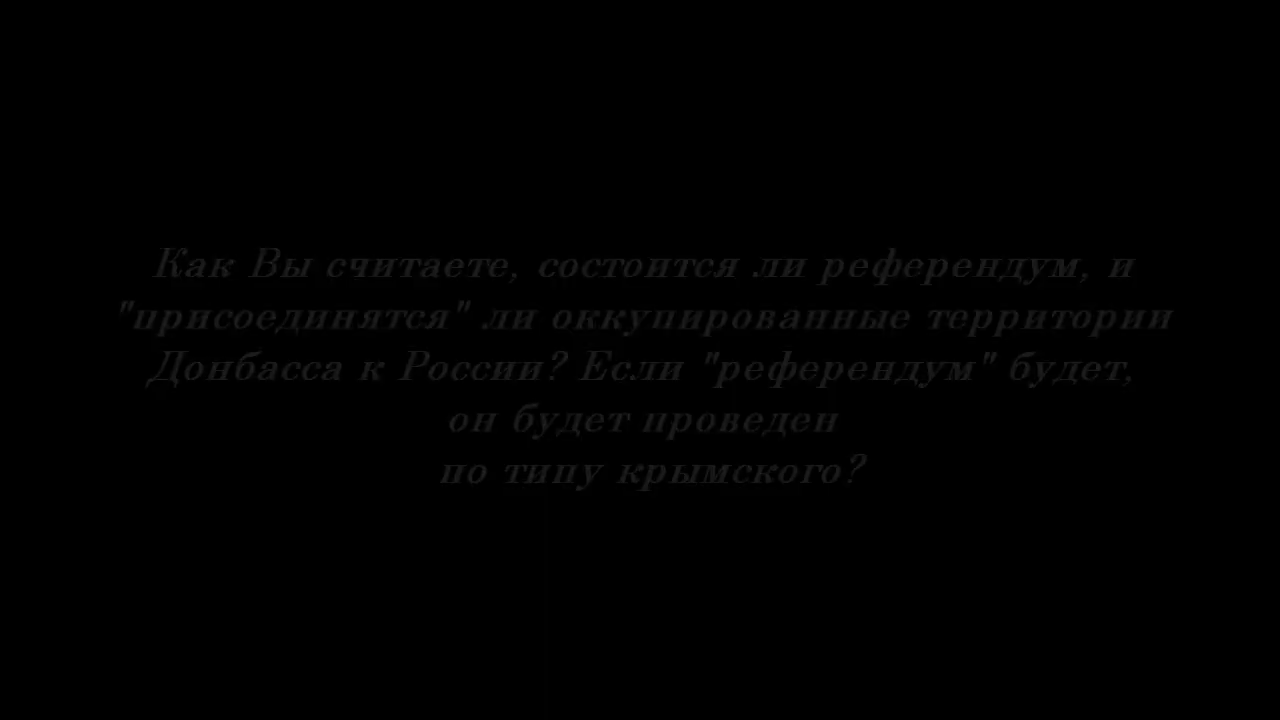 Как Вы считаете, состоится ли референдум, и
"присоединятся" ли оккупированные территории
Донбасса к России? Если "референдум" будет,
он будет проведен
по типу крымского?